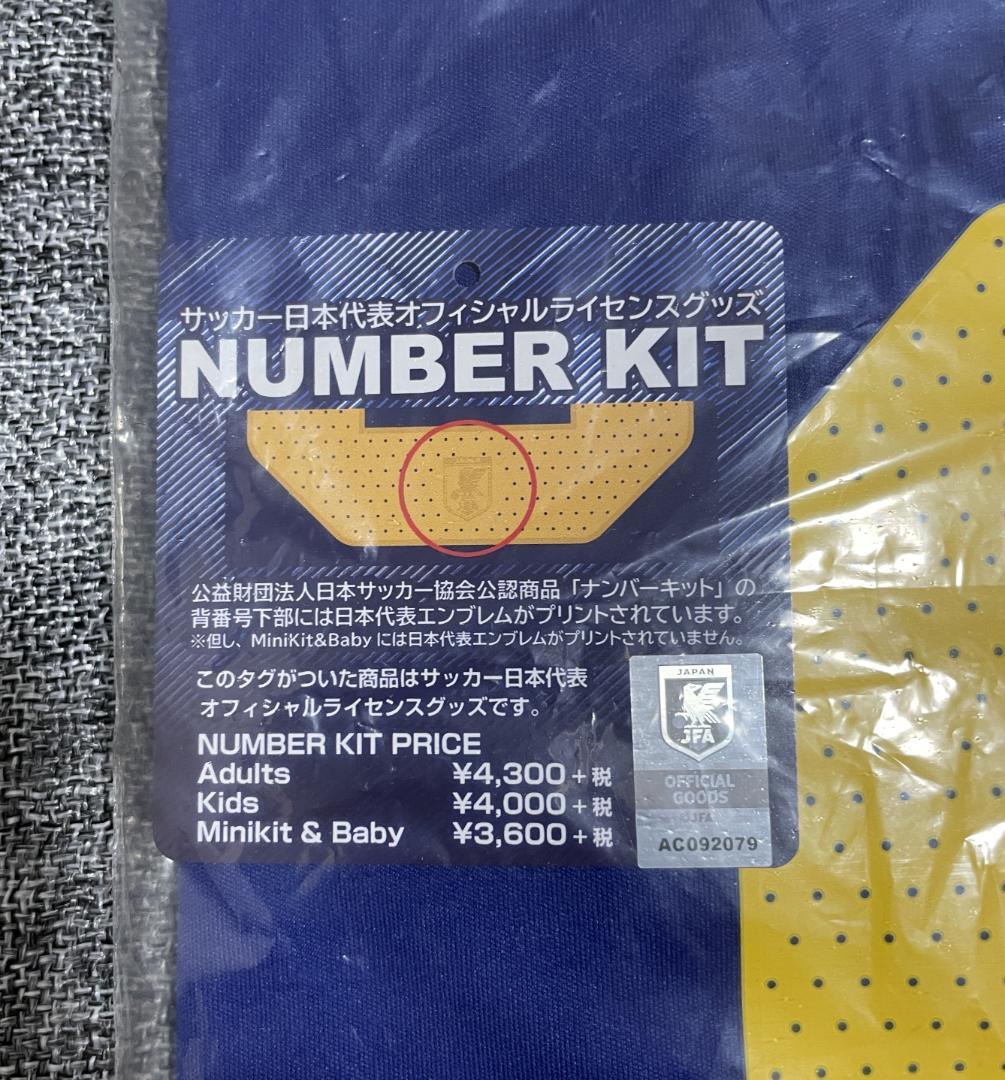 サッカー日本代表オフィシャルライセンスグッズ
NUMBER KIT
公益財団法人日本サッカー協会公認商品「ナンバーキット」の
背番号下部には日本代表エンブレムがプリントされています。
※但し、MiniKit&Babyには日本代表エンブレムがプリントされていません。
このタグがついた商品はサッカー日本代表
オフィシャルライセンスグッズです。
NUMBER KIT PRICE
Adults ¥4,300+税
Kids ¥4,000+税
Minikit & Baby ¥3,600+税
JAPAN
JFA
OFFICIAL
GOODS
JFA
AC092079